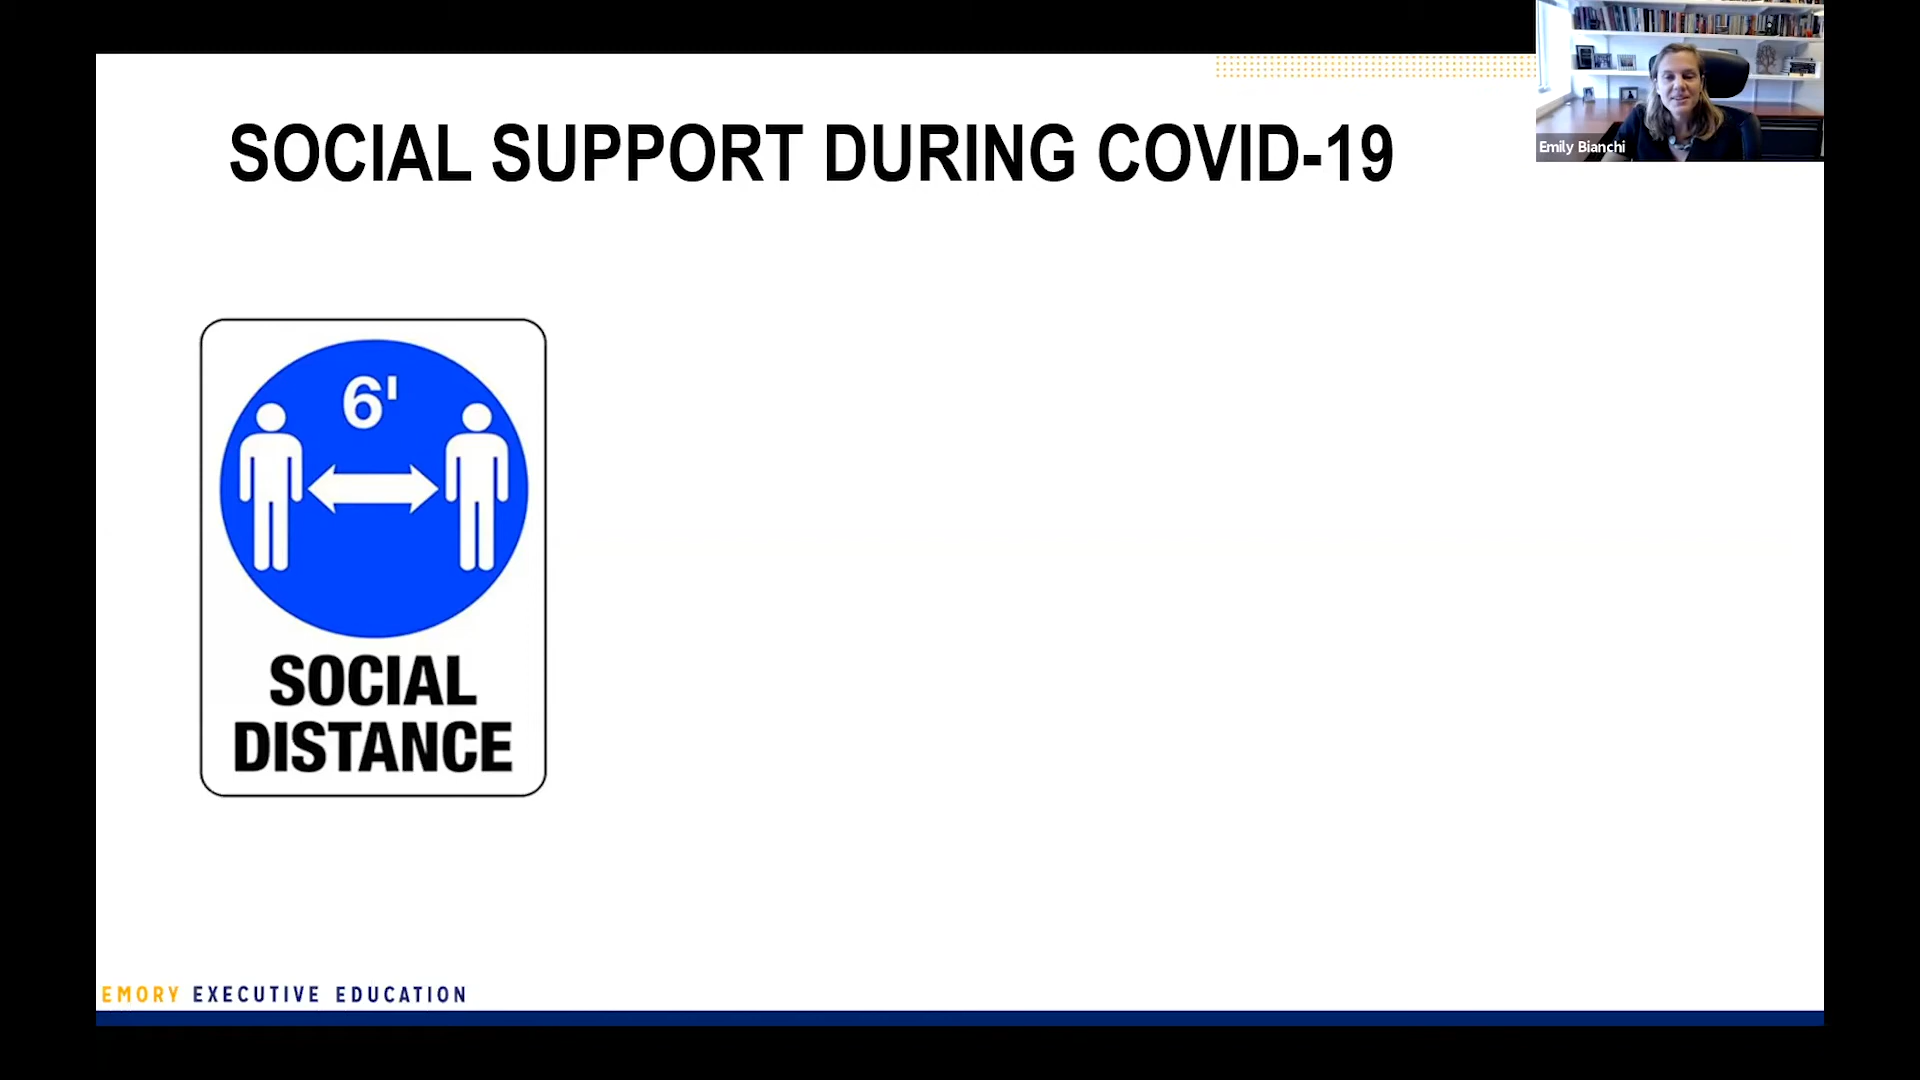 SOCIAL SUPPORT DURING COVID-19
Emily Bianchi
6'
SOCIAL
DISTANCE
EMORY EXECUTIVE EDUCATION